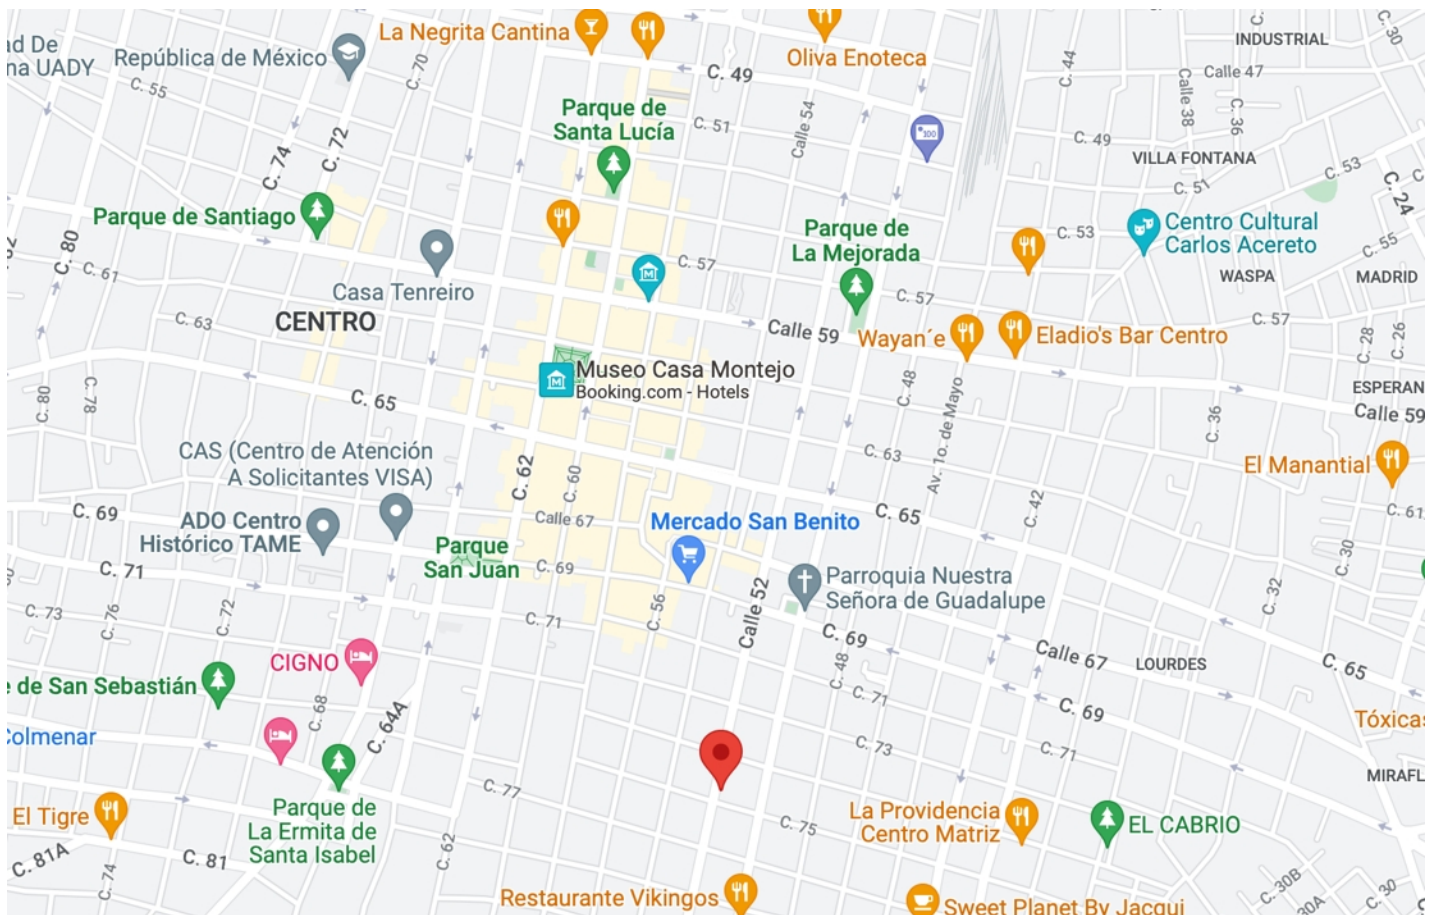 La Negrita Cantina
C. 49
Oliva Enoteca
INDUSTRIAL
C. 30
ad De
na UADY
República de México
C. 70
C. 55
C. 44
Calle 47
Calle 38
C. 36
Parque de
Santa Lucía
C. 51
Calle 54
100
C. 49
VILLA FONTANA
C. 53
C. 74
C. 72
C. 51
C. 24
Parque de Santiago
C. 80
C. 61
Casa Tenreiro
C. 57
Parque de
La Mejorada
C. 53
Centro Cultural
Carlos Acereto
C. 55
WASPA
MADRID
C. 57
CENTRO
C. 63
Calle 59
Wayan´e
Eladio's Bar Centro
C. 57
C. 28
C. 26
Museo Casa Montejo
Booking.com - Hotels
C. 80
C. 78
C. 65
C. 48
Av. 1o. de Mayo
C. 36
ESPERAN
Calle 59
CAS (Centro de Atención
A Solicitantes VISA)
C. 62
C. 60
C. 63
El Manantial
C. 69
ADO Centro
Histórico TAME
Calle 67
Mercado San Benito
C. 65
C. 42
C. 61
Parque
San Juan
C. 69
C. 71
C. 30
C. 73
C. 76
C. 72
C. 71
C. 56
Calle 52
Parroquia Nuestra
Señora de Guadalupe
C. 32
C. 69
Calle 67
LOURDES
C. 65
CIGNO
e de San Sebastián
C. 48
C. 71
C. 69
C. 68
C. 64A
Colmenar
C. 73
C. 71
Tóxicas
MIRAFL
C. 77
El Tigre
Parque de
La Ermita de
Santa Isabel
C. 75
La Providencia
Centro Matriz
EL CABRIO
C. 81A
C. 81
C. 62
C. 74
Restaurante Vikingos
Sweet Planet By Jacqui
C. 30B
30A
C. 30